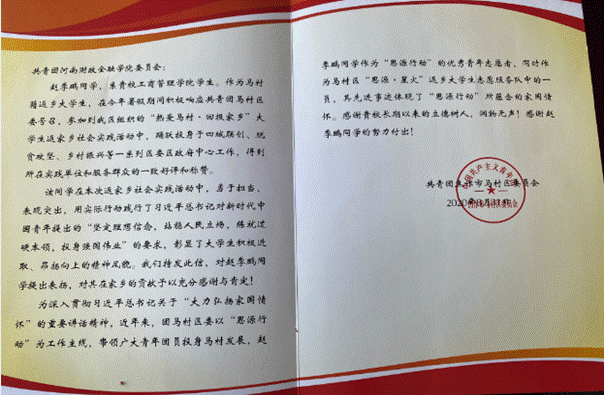 共青团河南财政金融学院委员会：
赵李鹏同学，系贵校工商管理学院学生。作为马村
籍返乡大学生，在今年暑假期间积极响应共青团马村区
委号召，参加到我区组织的“热爱马村·回报家乡”大
学生返家乡社会实践活动中，踊跃投身于四城联创、脱
贫攻坚、乡村振兴等一系列区委区政府中心工作，得到
所在实践单位和服务群众的一致好评和称赞。
该同学在本次返家乡社会实践活动中，勇于担当，
表现突出，用实际行动践行了习近平总书记对新时代中
国青年提出的“坚定理想信念，站稳人民立场，练就过
硬本领，投身强国伟业”的要求，彰显了大学生积极进
取、昂扬向上的精神风貌。我们特发此信，对赵李鹏同
学提出表扬，对其在家乡的贡献予以充分感谢与肯定！
为深入贯彻习近平总书记关于“大力弘扬家国情
怀”的重要讲话精神，近年来，团马村区委以“思源行
动”为工作主线，带领广大青年团员投身马村发展，赵
李鹏同学作为“思源行动”的优秀青年志愿者，同时作
为马村区“思源·星火”返乡大学生志愿服务队中的一
员，其先进事迹体现了“思源行动”所蕴含的家国情
怀。感谢贵校长期以来的立德树人，润物无声！感谢赵
李鹏同学的努力付出！
共青团焦作市马村区委员会
2020年